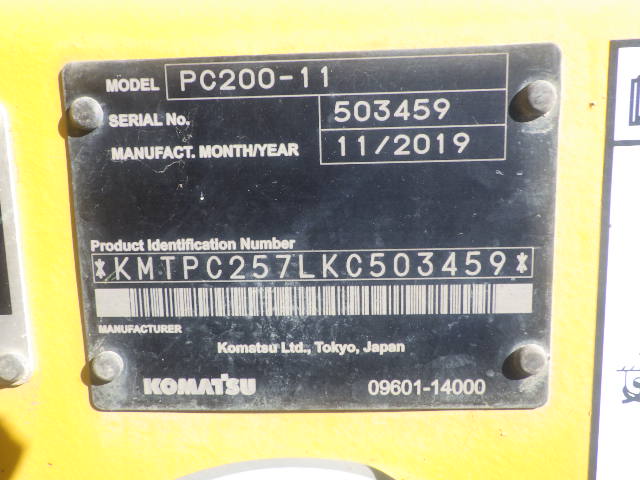 MODEL PC200-11
SERIAL No. 503459
MANUFACT. MONTH/YEAR 11/2019
Product Identification Number
*KMTPC257LKC503459*
MANUFACTURER
Komatsu Ltd., Tokyo, Japan
KOMATSU 09601-14000